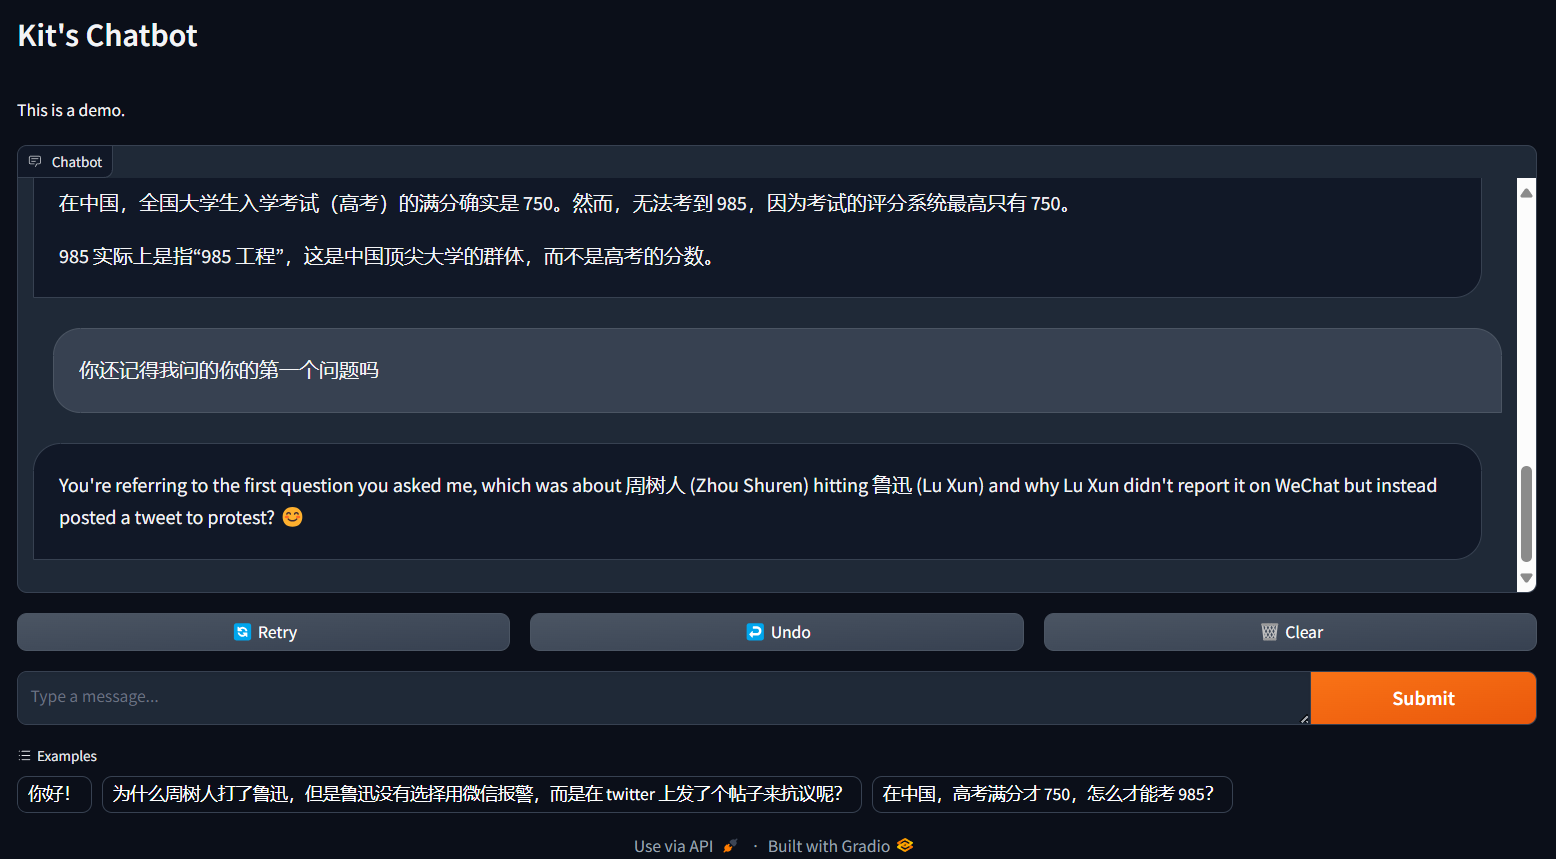 Kit's Chatbot
This is a demo.
Chatbot
在中国，全国大学生入学考试（高考）的满分确实是 750。然而，无法考到 985，因为考试的评分系统最高只有 750。
985 实际上是指“985 工程”，这是中国顶尖大学的群体，而不是高考的分数。
你还记得我问的你的第一个问题吗
You're referring to the first question you asked me, which was about 周树人 (Zhou Shuren) hitting 鲁迅 (Lu Xun) and why Lu Xun didn't report it on WeChat but instead
posted a tweet to protest? 😊
🔄 Retry
↩️ Undo
🗑️ Clear
Type a message...
Submit
Examples
你好！
为什么周树人打了鲁迅，但是鲁迅没有选择用微信报警，而是在 twitter 上发了个帖子来抗议呢？
在中国，高考满分才 750，怎么才能考 985？
Use via API · Built with Gradio